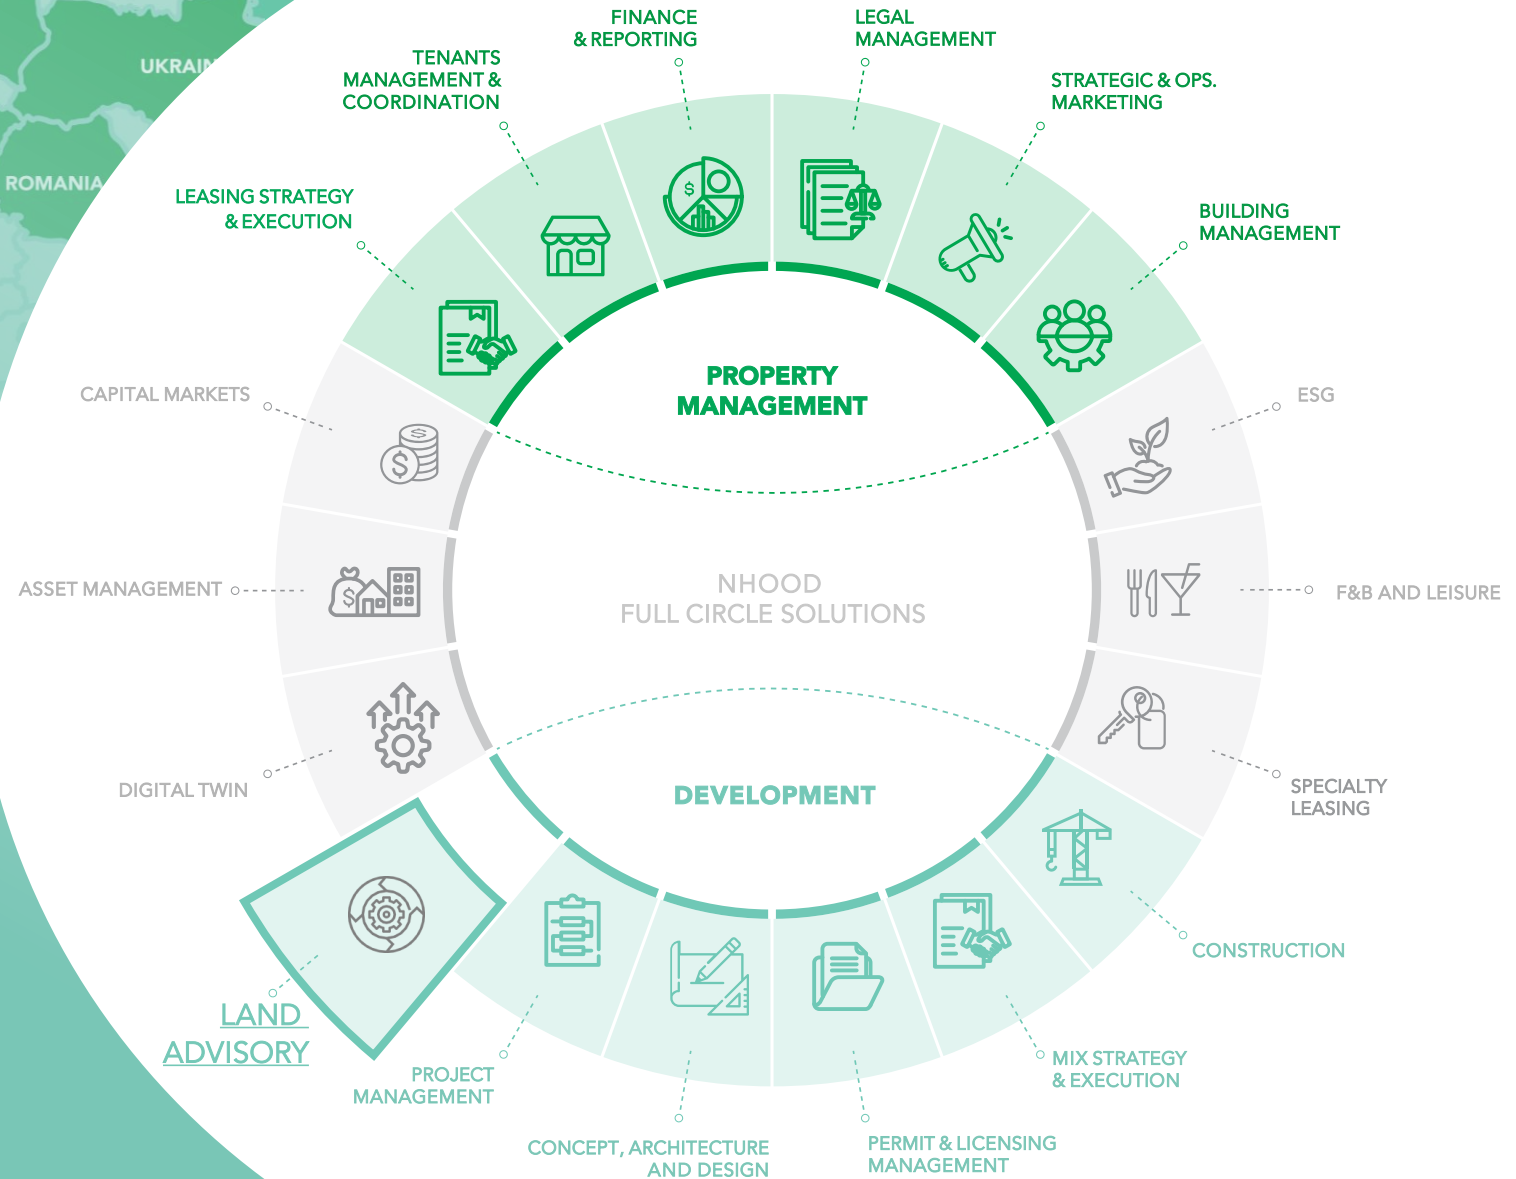 FINANCE
& REPORTING
LEGAL
MANAGEMENT
TENANTS
MANAGEMENT &
COORDINATION
STRATEGIC & OPS.
MARKETING
LEASING STRATEGY
& EXECUTION
BUILDING
MANAGEMENT
ROMANIA
PROPERTY
MANAGEMENT
CAPITAL MARKETS
ESG
ASSET MANAGEMENT
NHOOD
FULL CIRCLE SOLUTIONS
F&B AND LEISURE
DIGITAL TWIN
DEVELOPMENT
SPECIALTY
LEASING
CONSTRUCTION
LAND
ADVISORY
PROJECT
MANAGEMENT
MIX STRATEGY
& EXECUTION
CONCEPT, ARCHITECTURE
AND DESIGN
PERMIT & LICENSING
MANAGEMENT